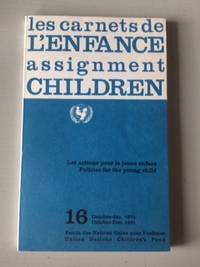 les carnets de
L'ENFANCE
assignment
CHILDREN
Les actions pour le jeune enfant
Policies for the young child
16
Octobre-déc. 1971
October-Dec. 1971
Fonds des Nations Unies pour l'enfance
United Nations Children's Fund